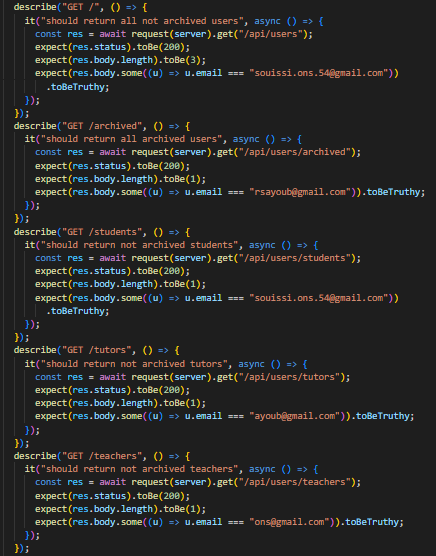 describe("GET /", () => {
it("should return all not archived users", async () => {
const res = await request(server).get("/api/users");
expect(res.status).toBe(200);
expect(res.body.length).toBe(3);
expect(res.body.some((u) => u.email === "souissi.ons.54@gmail.com"))
.toBeTruthy;
});
});
describe("GET /archived", () => {
it("should return all archived users", async () => {
const res = await request(server).get("/api/users/archived");
expect(res.status).toBe(200);
expect(res.body.length).toBe(1);
expect(res.body.some((u) => u.email === "rsayoub@gmail.com")).toBeTruthy;
});
});
describe("GET /students", () => {
it("should return not archived students", async () => {
const res = await request(server).get("/api/users/students");
expect(res.status).toBe(200);
expect(res.body.length).toBe(1);
expect(res.body.some((u) => u.email === "souissi.ons.54@gmail.com"))
.toBeTruthy;
});
});
describe("GET /tutors", () => {
it("should return not archived tutors", async () => {
const res = await request(server).get("/api/users/tutors");
expect(res.status).toBe(200);
expect(res.body.length).toBe(1);
expect(res.body.some((u) => u.email === "ayoub@gmail.com")).toBeTruthy;
});
});
describe("GET /teachers", () => {
it("should return not archived teachers", async () => {
const res = await request(server).get("/api/users/teachers");
expect(res.status).toBe(200);
expect(res.body.length).toBe(1);
expect(res.body.some((u) => u.email === "ons@gmail.com")).toBeTruthy;
});
});